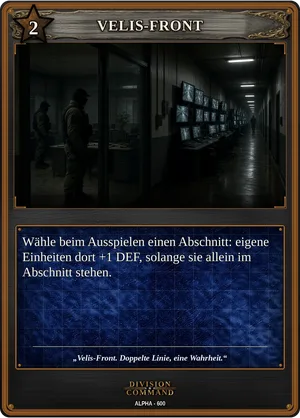 2
VELIS-FRONT
Wähle beim Ausspielen einen Abschnitt: eigene
Einheiten dort +1 DEF, solange sie allein im
Abschnitt stehen.
„Velis-Front. Doppelte Linie, eine Wahrheit.“
DIVISION
COMMAND
ALPHA - 600